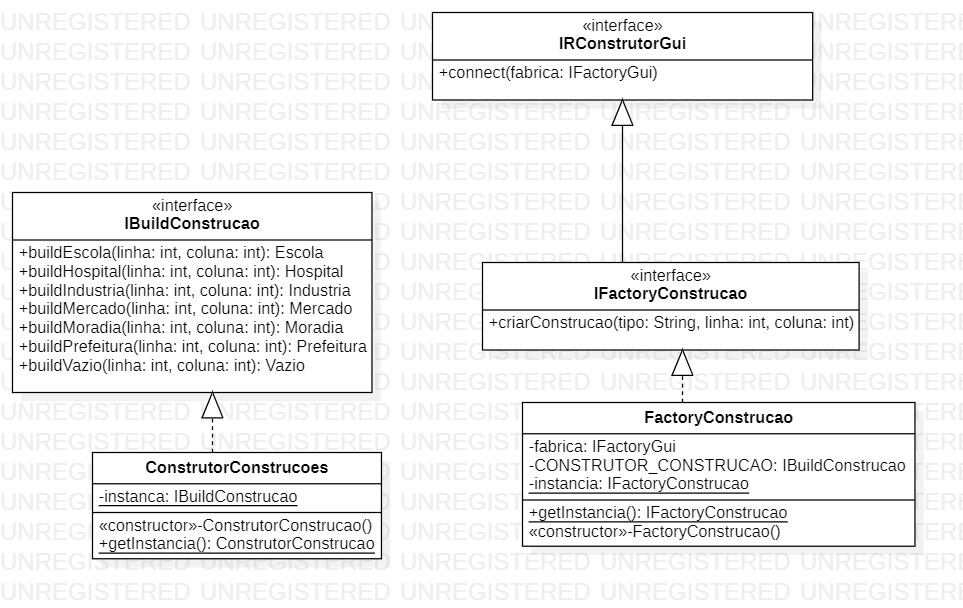 «interface»
IRConstrutorGui
+connect(fabrica: IFactoryGui)
«interface»
IBuildConstrucao
+buildEscola(linha: int, coluna: int): Escola
+buildHospital(linha: int, coluna: int): Hospital
+buildIndustria(linha: int, coluna: int): Industria
+buildMercado(linha: int, coluna: int): Mercado
+buildMoradia(linha: int, coluna: int): Moradia
+buildPrefeitura(linha: int, coluna: int): Prefeitura
+buildVazio(linha: int, coluna: int): Vazio
«interface»
IFactoryConstrucao
+criarConstrucao(tipo: String, linha: int, coluna: int)
ConstrutorConstrucoes
-instanca: IBuildConstrucao
«constructor»-ConstrutorConstrucao()
+getInstancia(): ConstrutorConstrucao
FactoryConstrucao
-fabrica: IFactoryGui
-CONSTRUTOR_CONSTRUCAO: IBuildConstrucao
-instancia: IFactoryConstrucao
+getInstancia(): IFactoryConstrucao
«constructor»-FactoryConstrucao()
UNREGISTERED